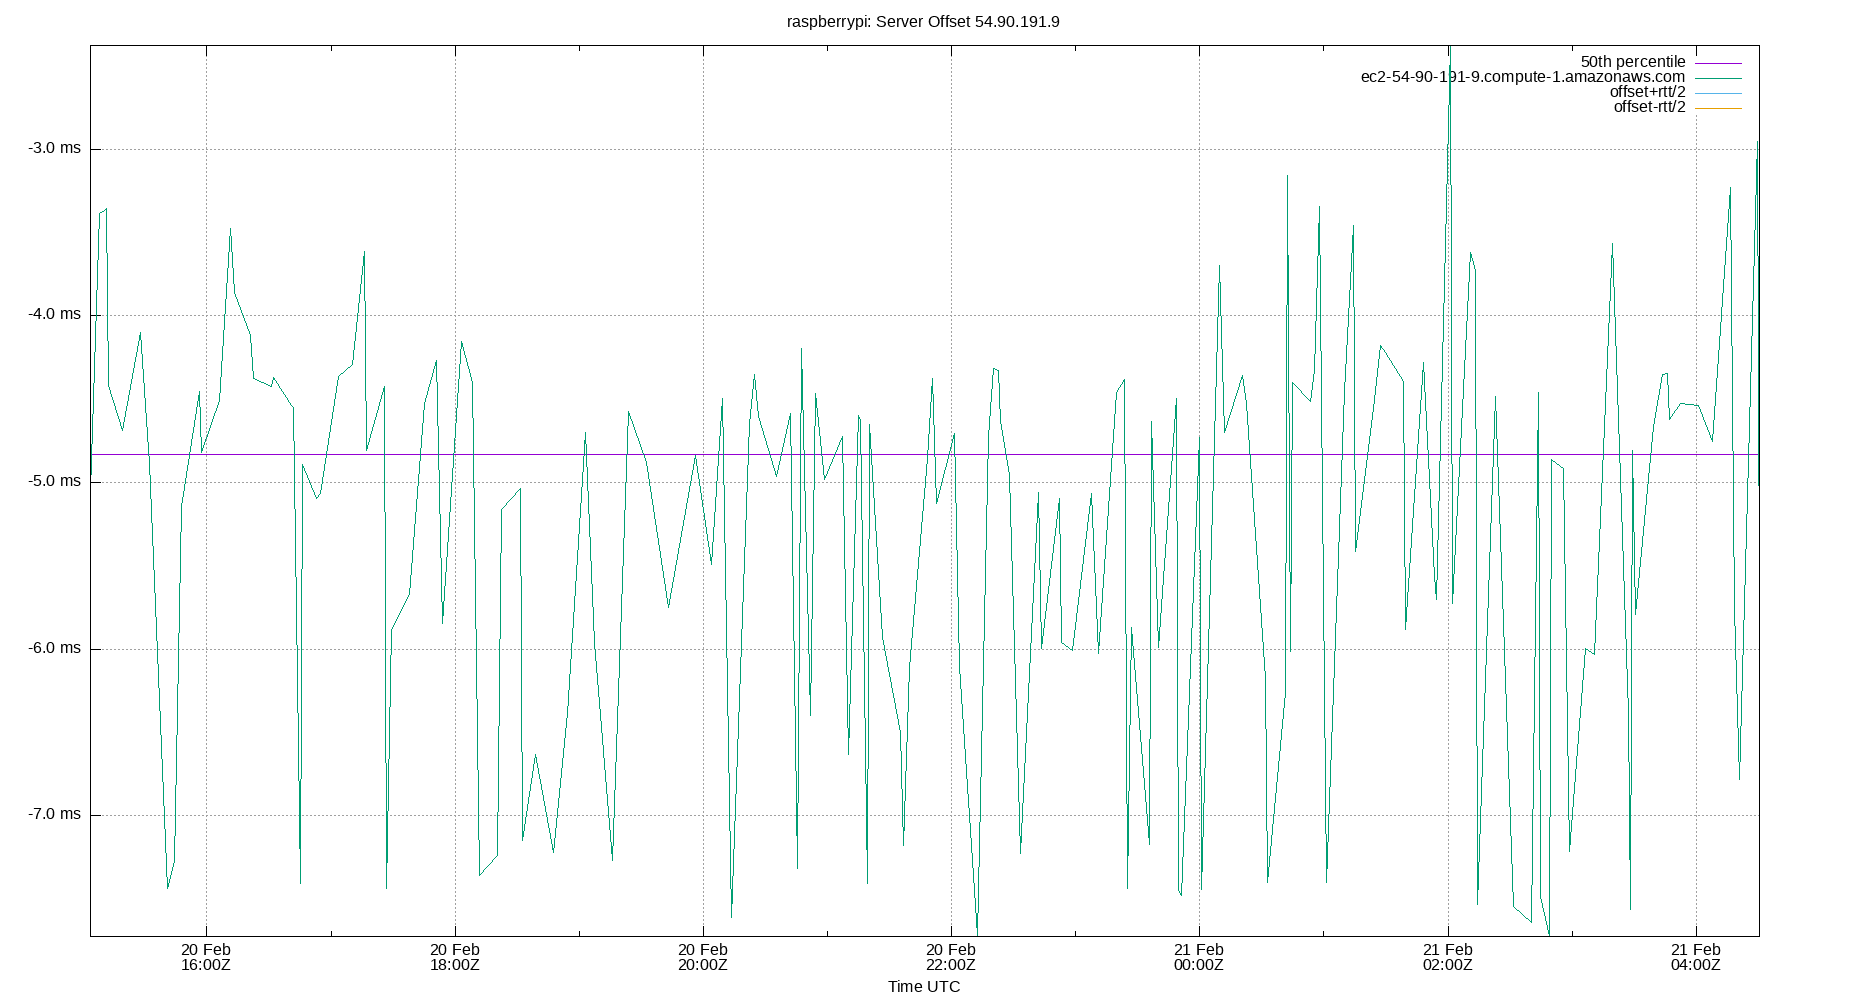 raspberrypi: Server Offset 54.90.191.9
50th percentile
ec2-54-90-191-9.compute-1.amazonaws.com
offset+rtt/2
offset-rtt/2
-3.0 ms
-4.0 ms
-5.0 ms
-6.0 ms
-7.0 ms
20 Feb 20 Feb 20 Feb 20 Feb 21 Feb 21 Feb 21 Feb
16:00Z 18:00Z 20:00Z 22:00Z 00:00Z 02:00Z 04:00Z
Time UTC